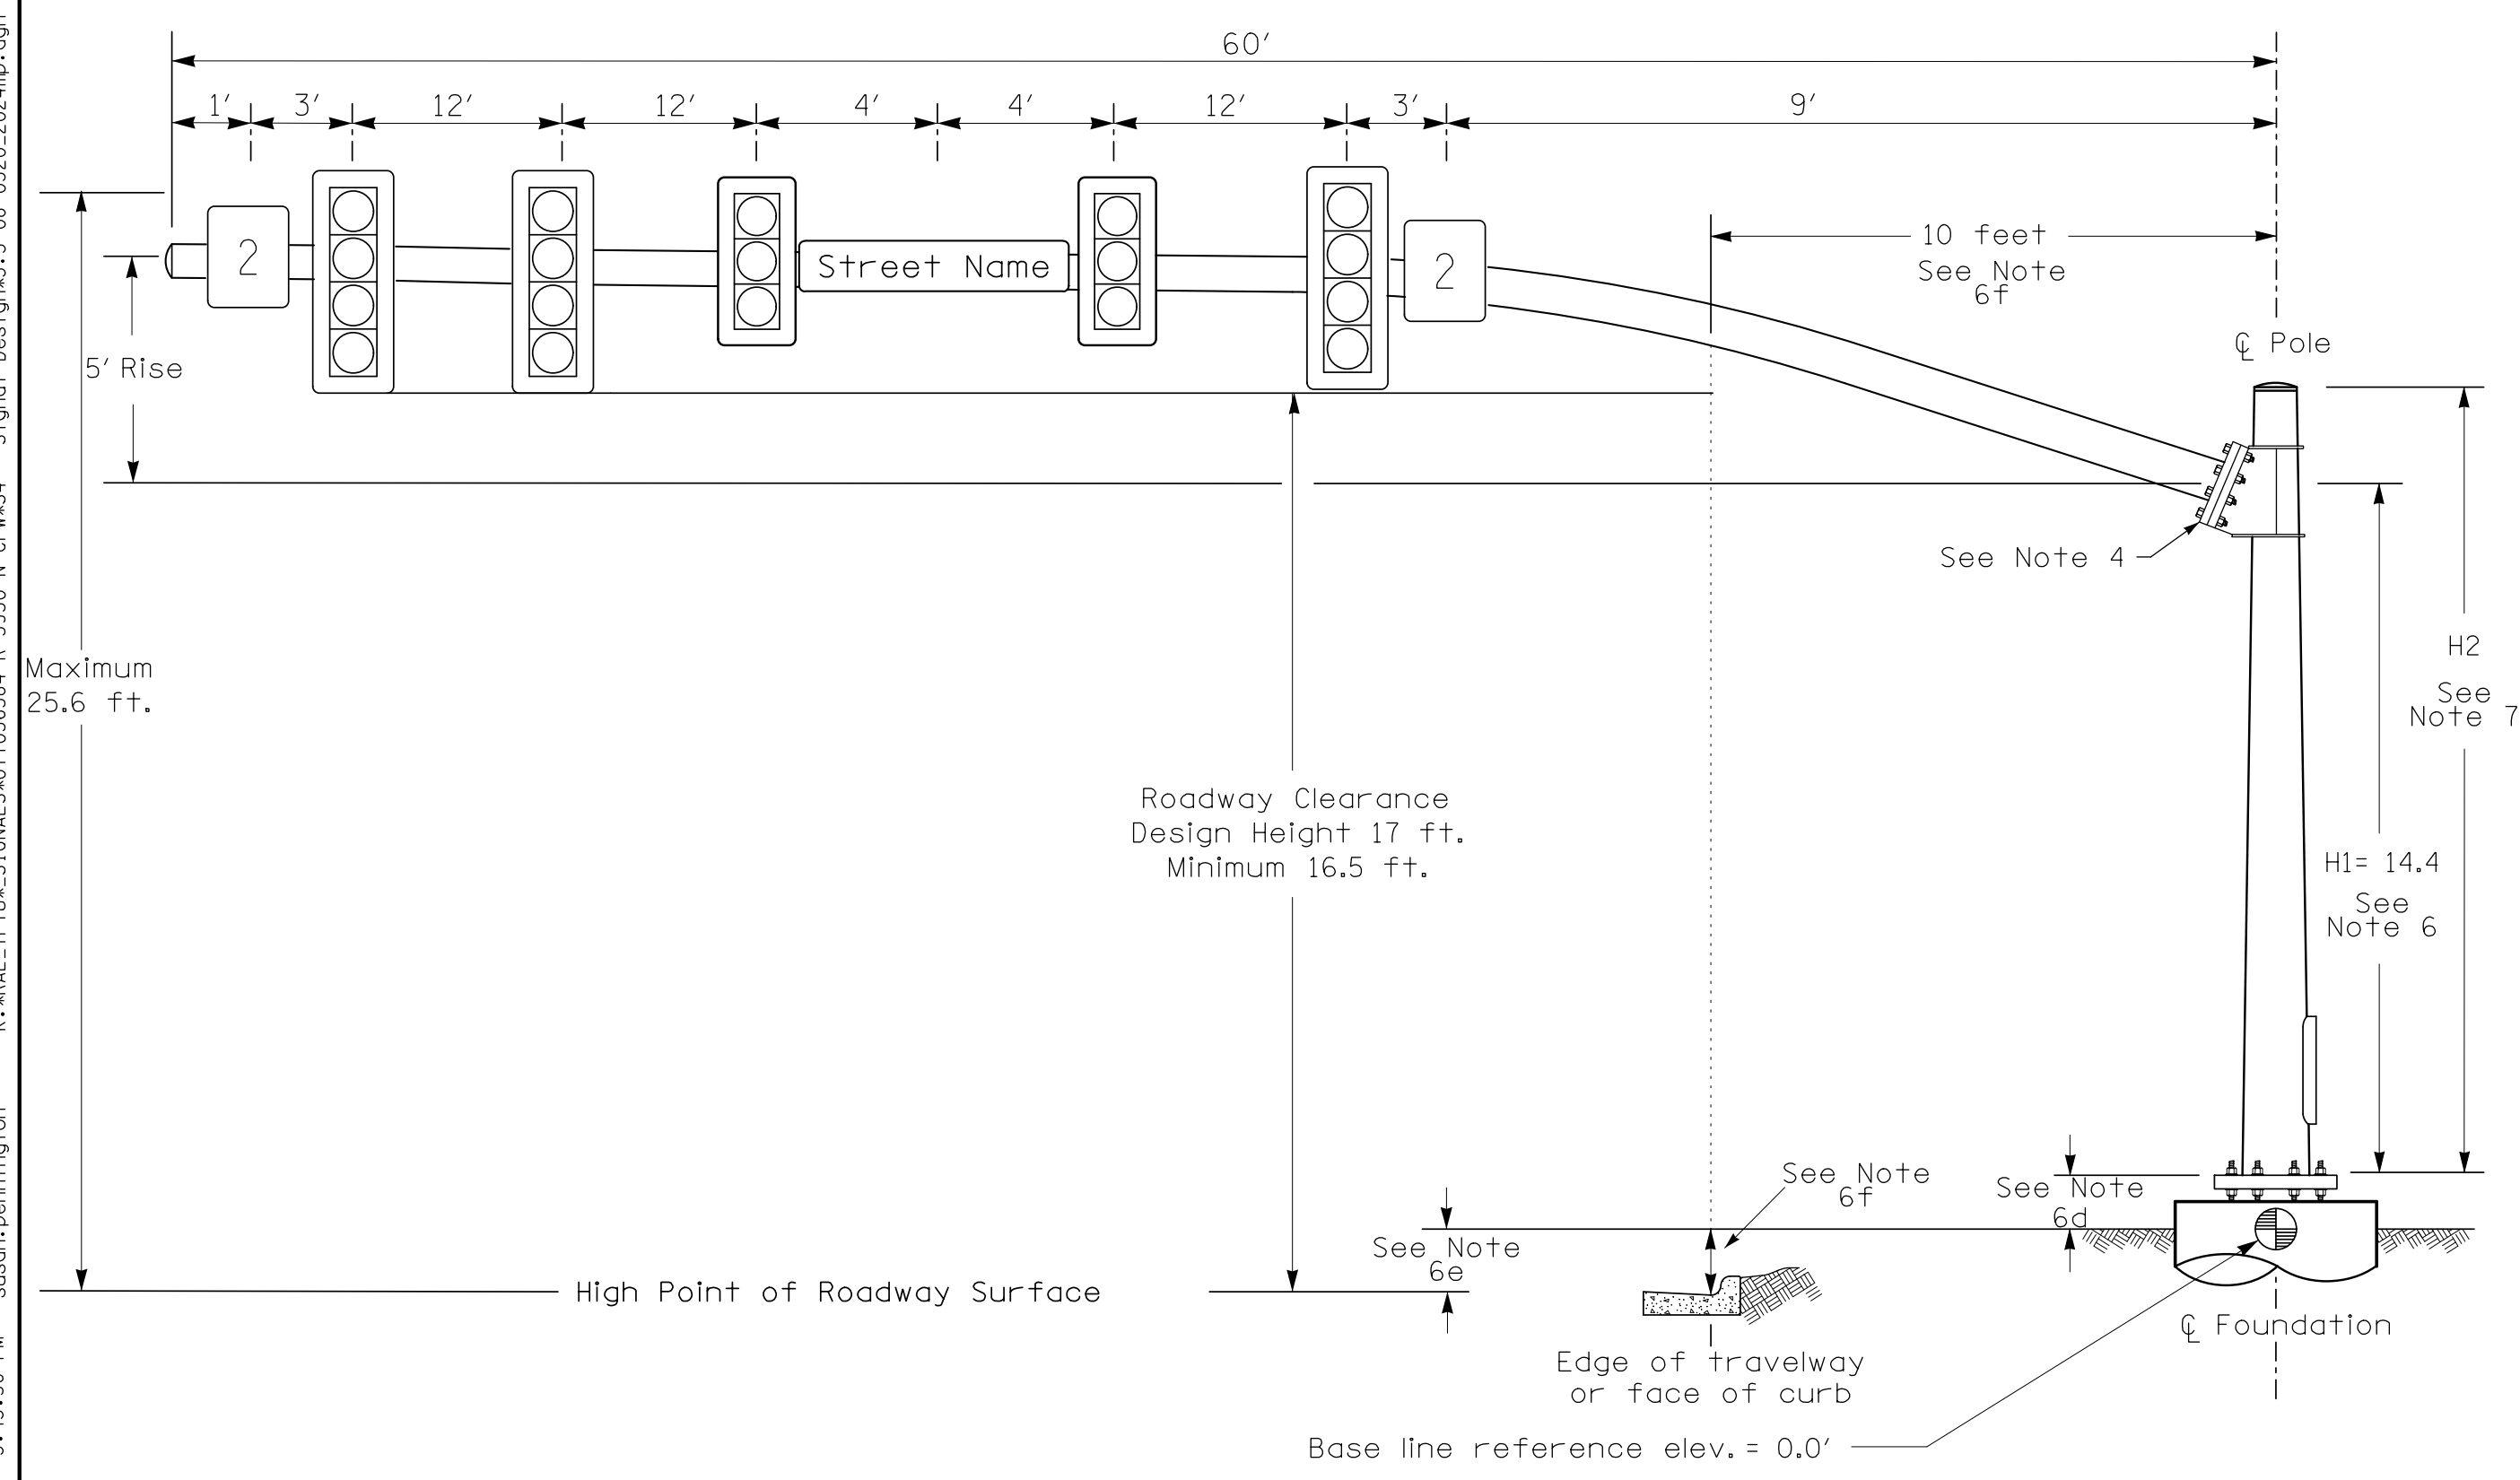 60'
1' 3' 12' 12' 4' 4' 12' 3' 9'
2
Street Name
2
10 feet
See Note
6f
℄ Pole
5' Rise
See Note 4
Maximum
25.6 ft.
H2
See
Note 7
Roadway Clearance
Design Height 17 ft.
Minimum 16.5 ft.
H1= 14.4
See
Note 6
See Note
6f
See Note
6d
See Note
6e
High Point of Roadway Surface
℄ Foundation
Edge of travelway
or face of curb
Base line reference elev. = 0.0'